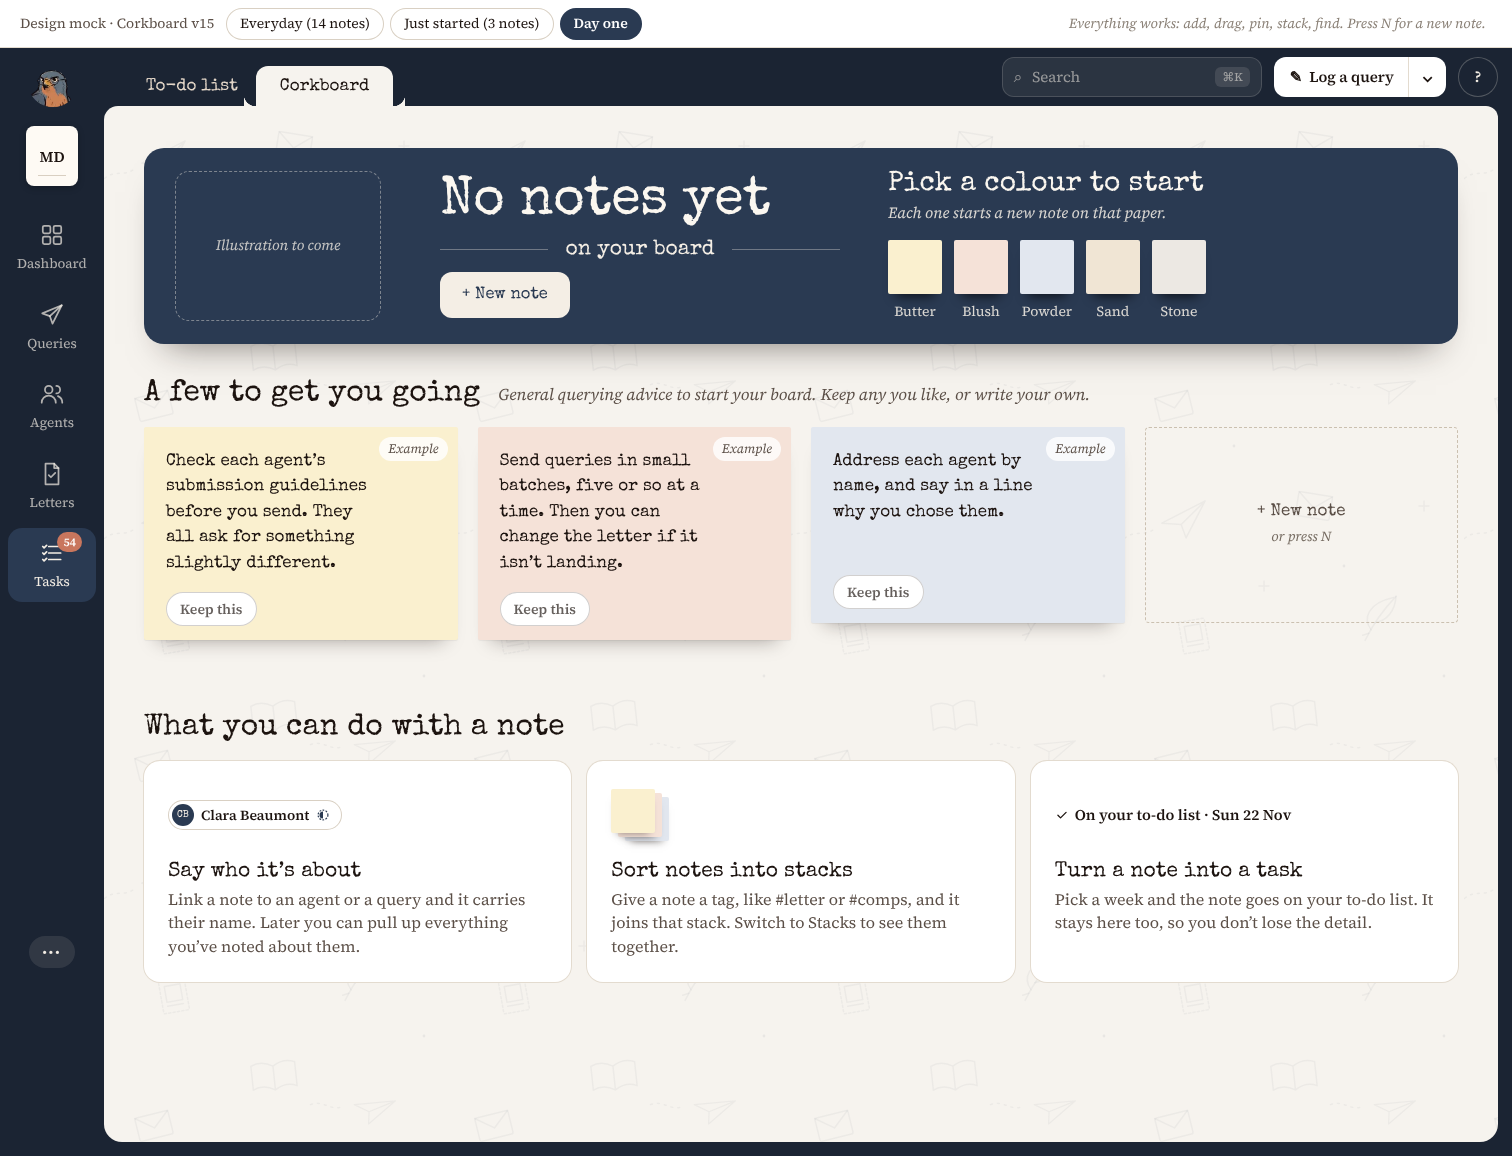 Design mock · Corkboard v15
Everyday (14 notes)
Just started (3 notes)
Day one
Everything works: add, drag, pin, stack, find. Press N for a new note.
To-do list
Corkboard
Search
⌘K
✎ Log a query
?
MD
Dashboard
Queries
Agents
Letters
54
Tasks
Illustration to come
No notes yet
on your board
+ New note
Pick a colour to start
Each one starts a new note on that paper.
Butter
Blush
Powder
Sand
Stone
A few to get you going
General querying advice to start your board. Keep any you like, or write your own.
Example
Check each agent’s
submission guidelines
before you send. They
all ask for something
slightly different.
Keep this
Example
Send queries in small
batches, five or so at a
time. Then you can
change the letter if it
isn’t landing.
Keep this
Example
Address each agent by
name, and say in a line
why you chose them.
Keep this
+ New note
or press N
What you can do with a note
CB
Clara Beaumont
Say who it’s about
Link a note to an agent or a query and it carries
their name. Later you can pull up everything
you’ve noted about them.
Sort notes into stacks
Give a note a tag, like #letter or #comps, and it
joins that stack. Switch to Stacks to see them
together.
✓ On your to-do list · Sun 22 Nov
Turn a note into a task
Pick a week and the note goes on your to-do list. It
stays here too, so you don’t lose the detail.